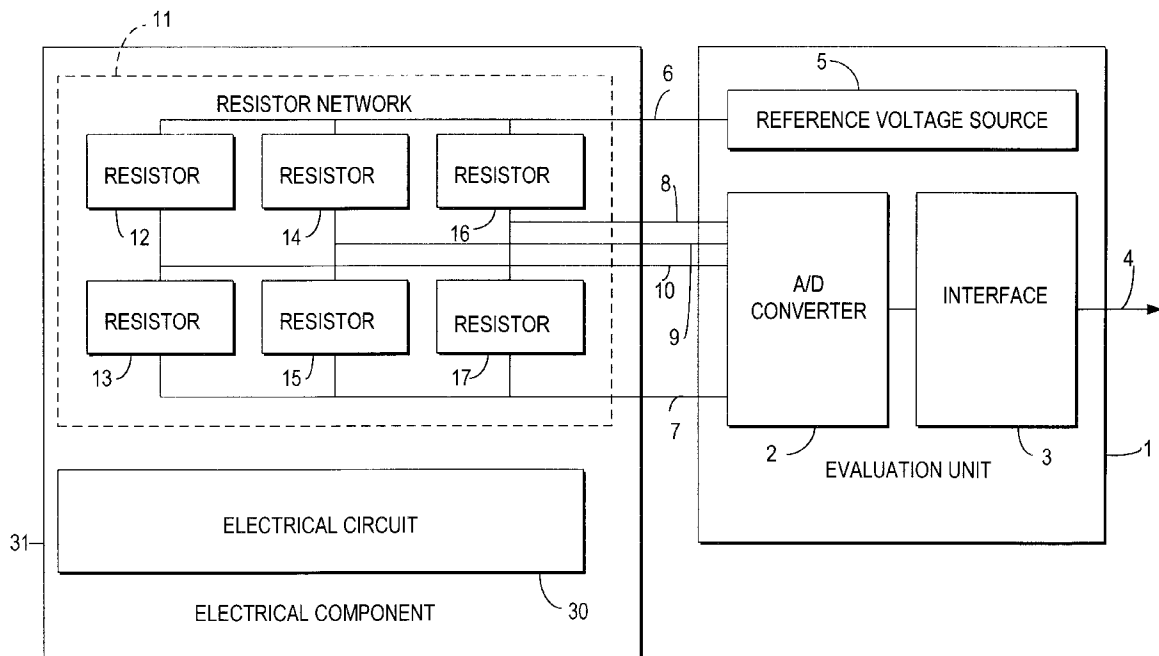 11
RESISTOR NETWORK
6
5
REFERENCE VOLTAGE SOURCE
RESISTOR
RESISTOR
RESISTOR
12
14
16
8
10
9
A/D
CONVERTER
INTERFACE
4
RESISTOR
RESISTOR
RESISTOR
13
15
17
7
2
3
1
EVALUATION UNIT
ELECTRICAL CIRCUIT
31
30
ELECTRICAL COMPONENT